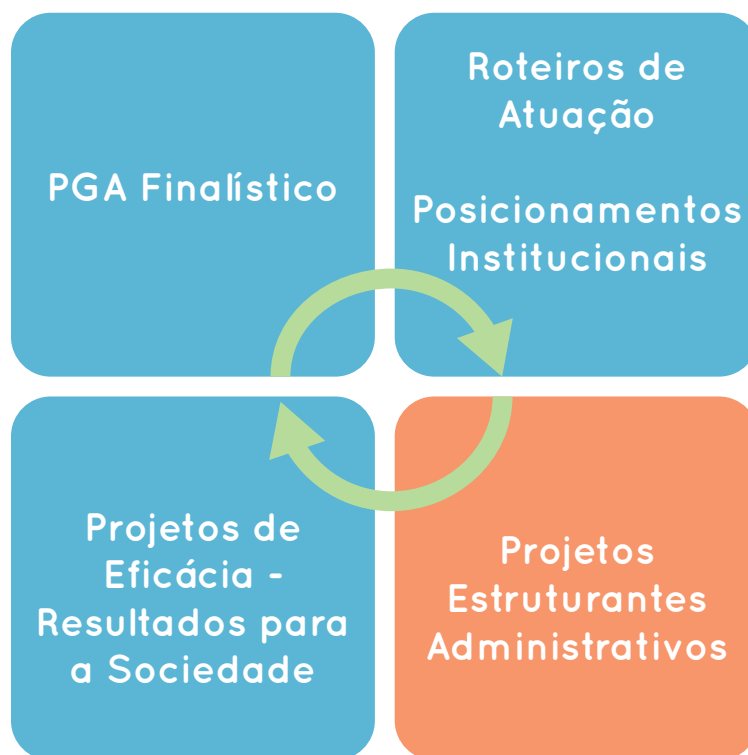 PGA Finalístico
Roteiros de
Atuação
Posicionamentos
Institucionais
Projetos de
Eficácia -
Resultados para
a Sociedade
Projetos
Estruturantes
Administrativos